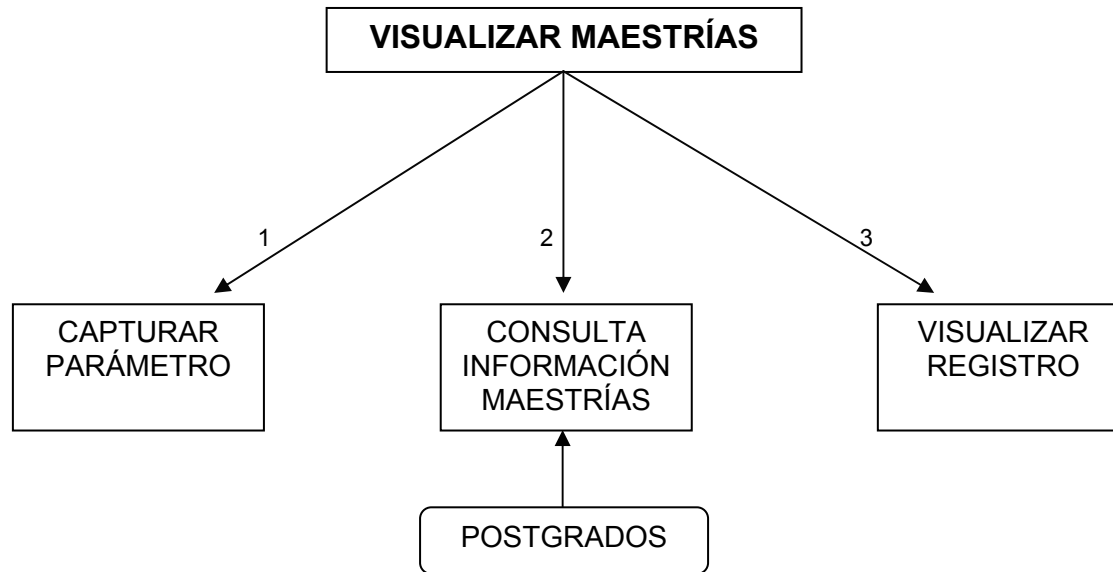 VISUALIZAR MAESTRÍAS
1
2
3
CAPTURAR
PARÁMETRO
CONSULTA
INFORMACIÓN
MAESTRÍAS
VISUALIZAR
REGISTRO
POSTGRADOS